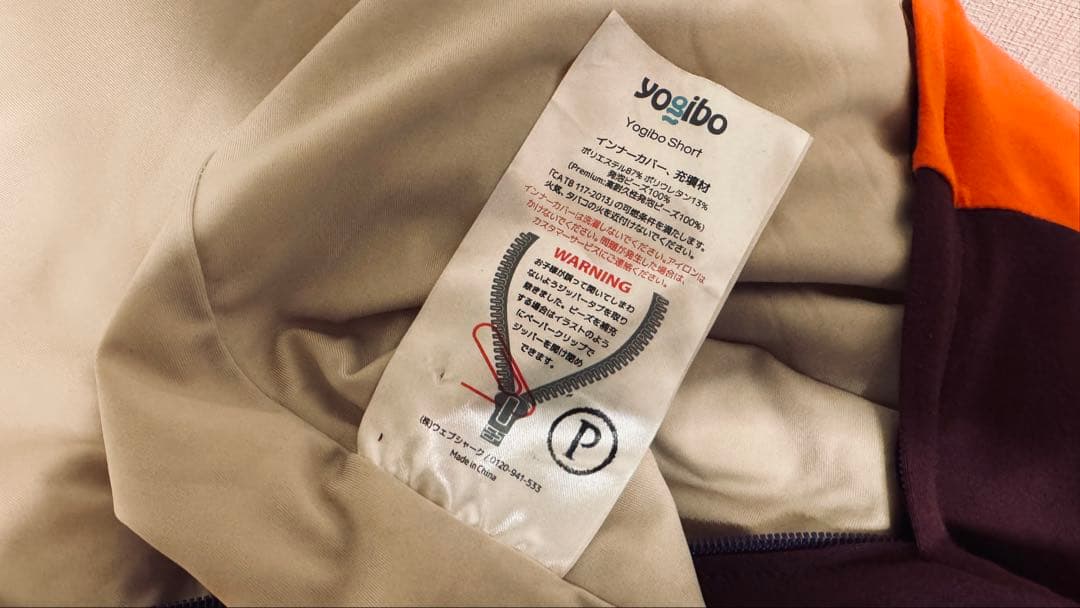 yogibo
Yogibo Short
インナーカバー、充填材
ポリエステル87% ポリウレタン13%
発泡ビーズ100%
(Premium:高耐久性発泡ビーズ100%)
「CA TB 117-2013」の可燃条件を満たします。
火気、タバコの火を近付けないでください。
インナーカバーは洗濯しないでください。アイロンは
かけないでください。問題が発生した場合は、
カスタマーサービスにご連絡ください。
WARNING
お子様が誤って開いてしまわ
ないようジッパータブを取り
除きました。ビーズを補充
する場合はイラストのよう
にペーパークリップで
ジッパーを開け閉め
できます。
P
(株)ウェブシャーク / 0120-941-533
Made in China